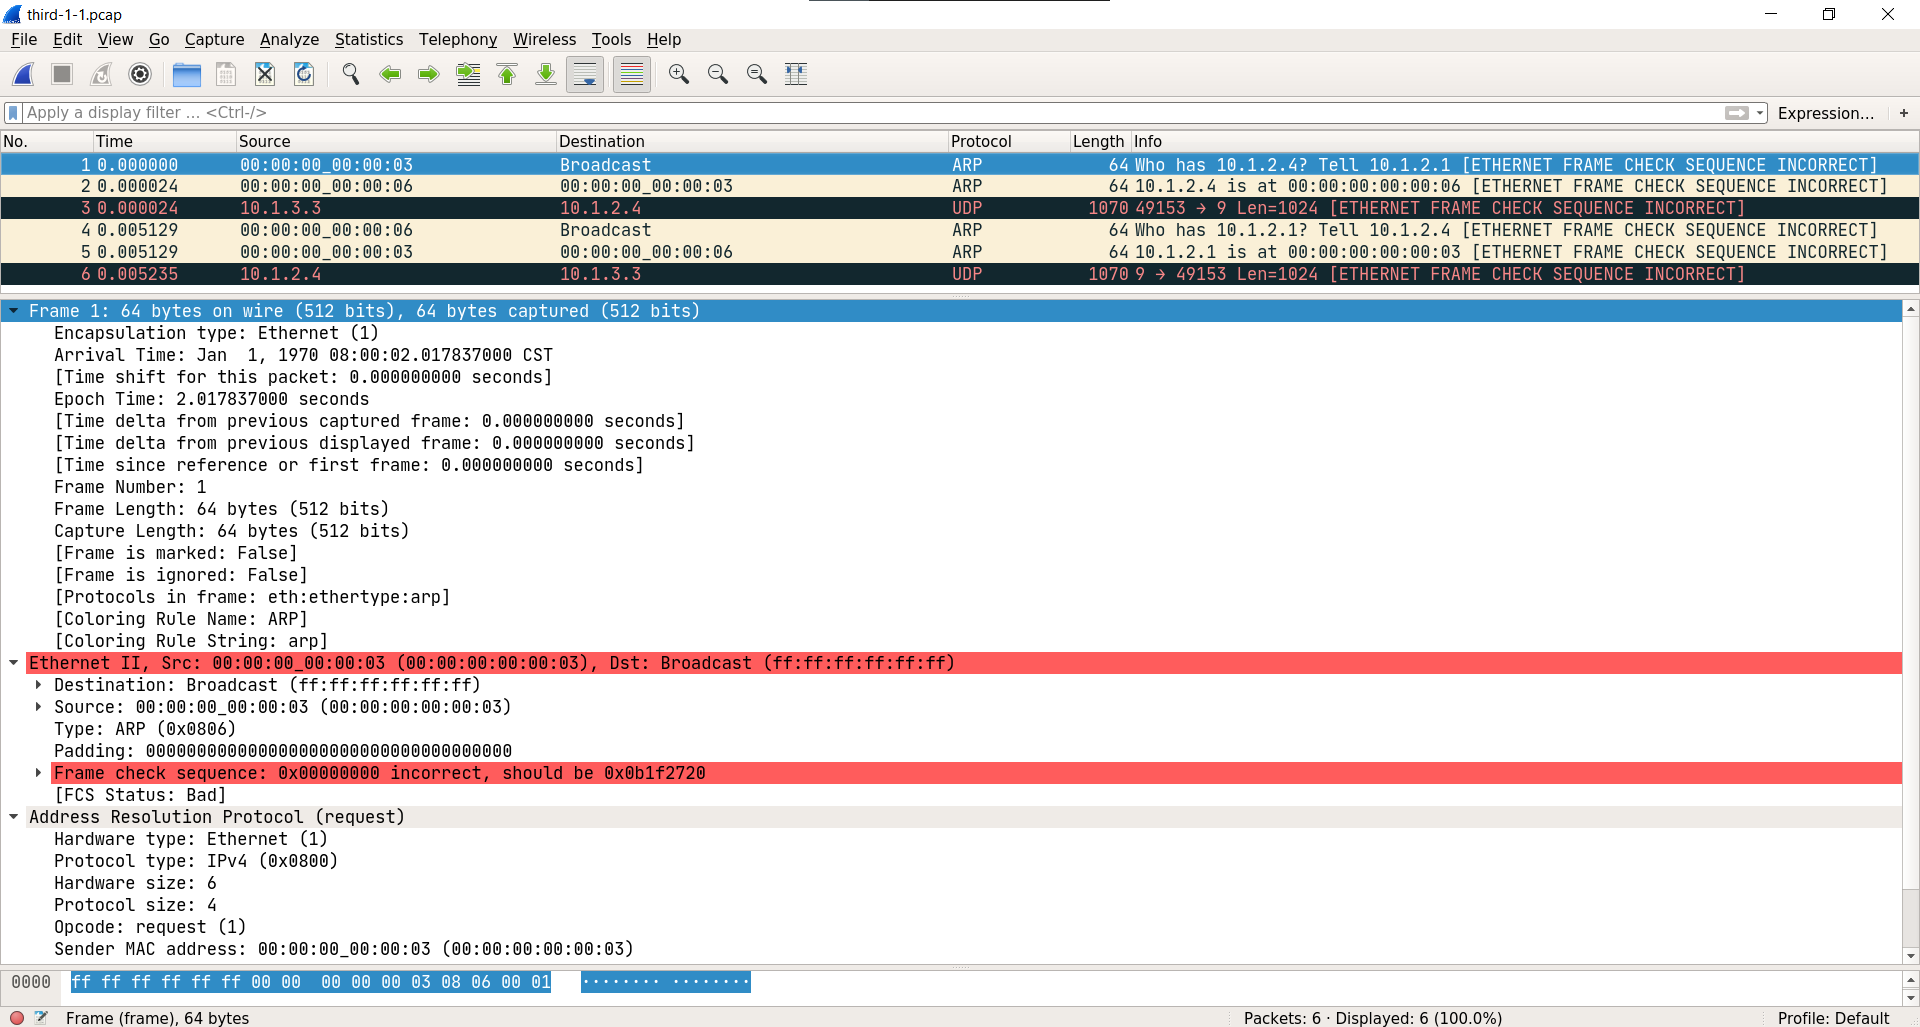 third-1-1.pcap
File Edit View Go Capture Analyze Statistics Telephony Wireless Tools Help
Apply a display filter … <Ctrl-/> Expression… +
No. Time Source Destination Protocol Length Info
1 0.000000 00:00:00_00:00:03 Broadcast ARP 64 Who has 10.1.2.4? Tell 10.1.2.1 [ETHERNET FRAME CHECK SEQUENCE INCORRECT]
2 0.000024 00:00:00_00:00:06 00:00:00_00:00:03 ARP 64 10.1.2.4 is at 00:00:00:00:00:06 [ETHERNET FRAME CHECK SEQUENCE INCORRECT]
3 0.000024 10.1.3.3 10.1.2.4 UDP 1070 49153 → 9 Len=1024 [ETHERNET FRAME CHECK SEQUENCE INCORRECT]
4 0.005129 00:00:00_00:00:06 Broadcast ARP 64 Who has 10.1.2.1? Tell 10.1.2.4 [ETHERNET FRAME CHECK SEQUENCE INCORRECT]
5 0.005129 00:00:00_00:00:03 00:00:00_00:00:06 ARP 64 10.1.2.1 is at 00:00:00:00:00:03 [ETHERNET FRAME CHECK SEQUENCE INCORRECT]
6 0.005235 10.1.2.4 10.1.3.3 UDP 1070 9 → 49153 Len=1024 [ETHERNET FRAME CHECK SEQUENCE INCORRECT]
Frame 1: 64 bytes on wire (512 bits), 64 bytes captured (512 bits)
Encapsulation type: Ethernet (1)
Arrival Time: Jan  1, 1970 08:00:02.017837000 CST
[Time shift for this packet: 0.000000000 seconds]
Epoch Time: 2.017837000 seconds
[Time delta from previous captured frame: 0.000000000 seconds]
[Time delta from previous displayed frame: 0.000000000 seconds]
[Time since reference or first frame: 0.000000000 seconds]
Frame Number: 1
Frame Length: 64 bytes (512 bits)
Capture Length: 64 bytes (512 bits)
[Frame is marked: False]
[Frame is ignored: False]
[Protocols in frame: eth:ethertype:arp]
[Coloring Rule Name: ARP]
[Coloring Rule String: arp]
Ethernet II, Src: 00:00:00_00:00:03 (00:00:00:00:00:03), Dst: Broadcast (ff:ff:ff:ff:ff:ff)
Destination: Broadcast (ff:ff:ff:ff:ff:ff)
Source: 00:00:00_00:00:03 (00:00:00:00:00:03)
Type: ARP (0x0806)
Padding: 000000000000000000000000000000000000
Frame check sequence: 0x00000000 incorrect, should be 0x0b1f2720
[FCS Status: Bad]
Address Resolution Protocol (request)
Hardware type: Ethernet (1)
Protocol type: IPv4 (0x0800)
Hardware size: 6
Protocol size: 4
Opcode: request (1)
Sender MAC address: 00:00:00_00:00:03 (00:00:00:00:00:03)
0000 ff ff ff ff ff ff 00 00  00 00 00 03 08 06 00 01 ········ ········
Frame (frame), 64 bytes Packets: 6 · Displayed: 6 (100.0%) Profile: Default